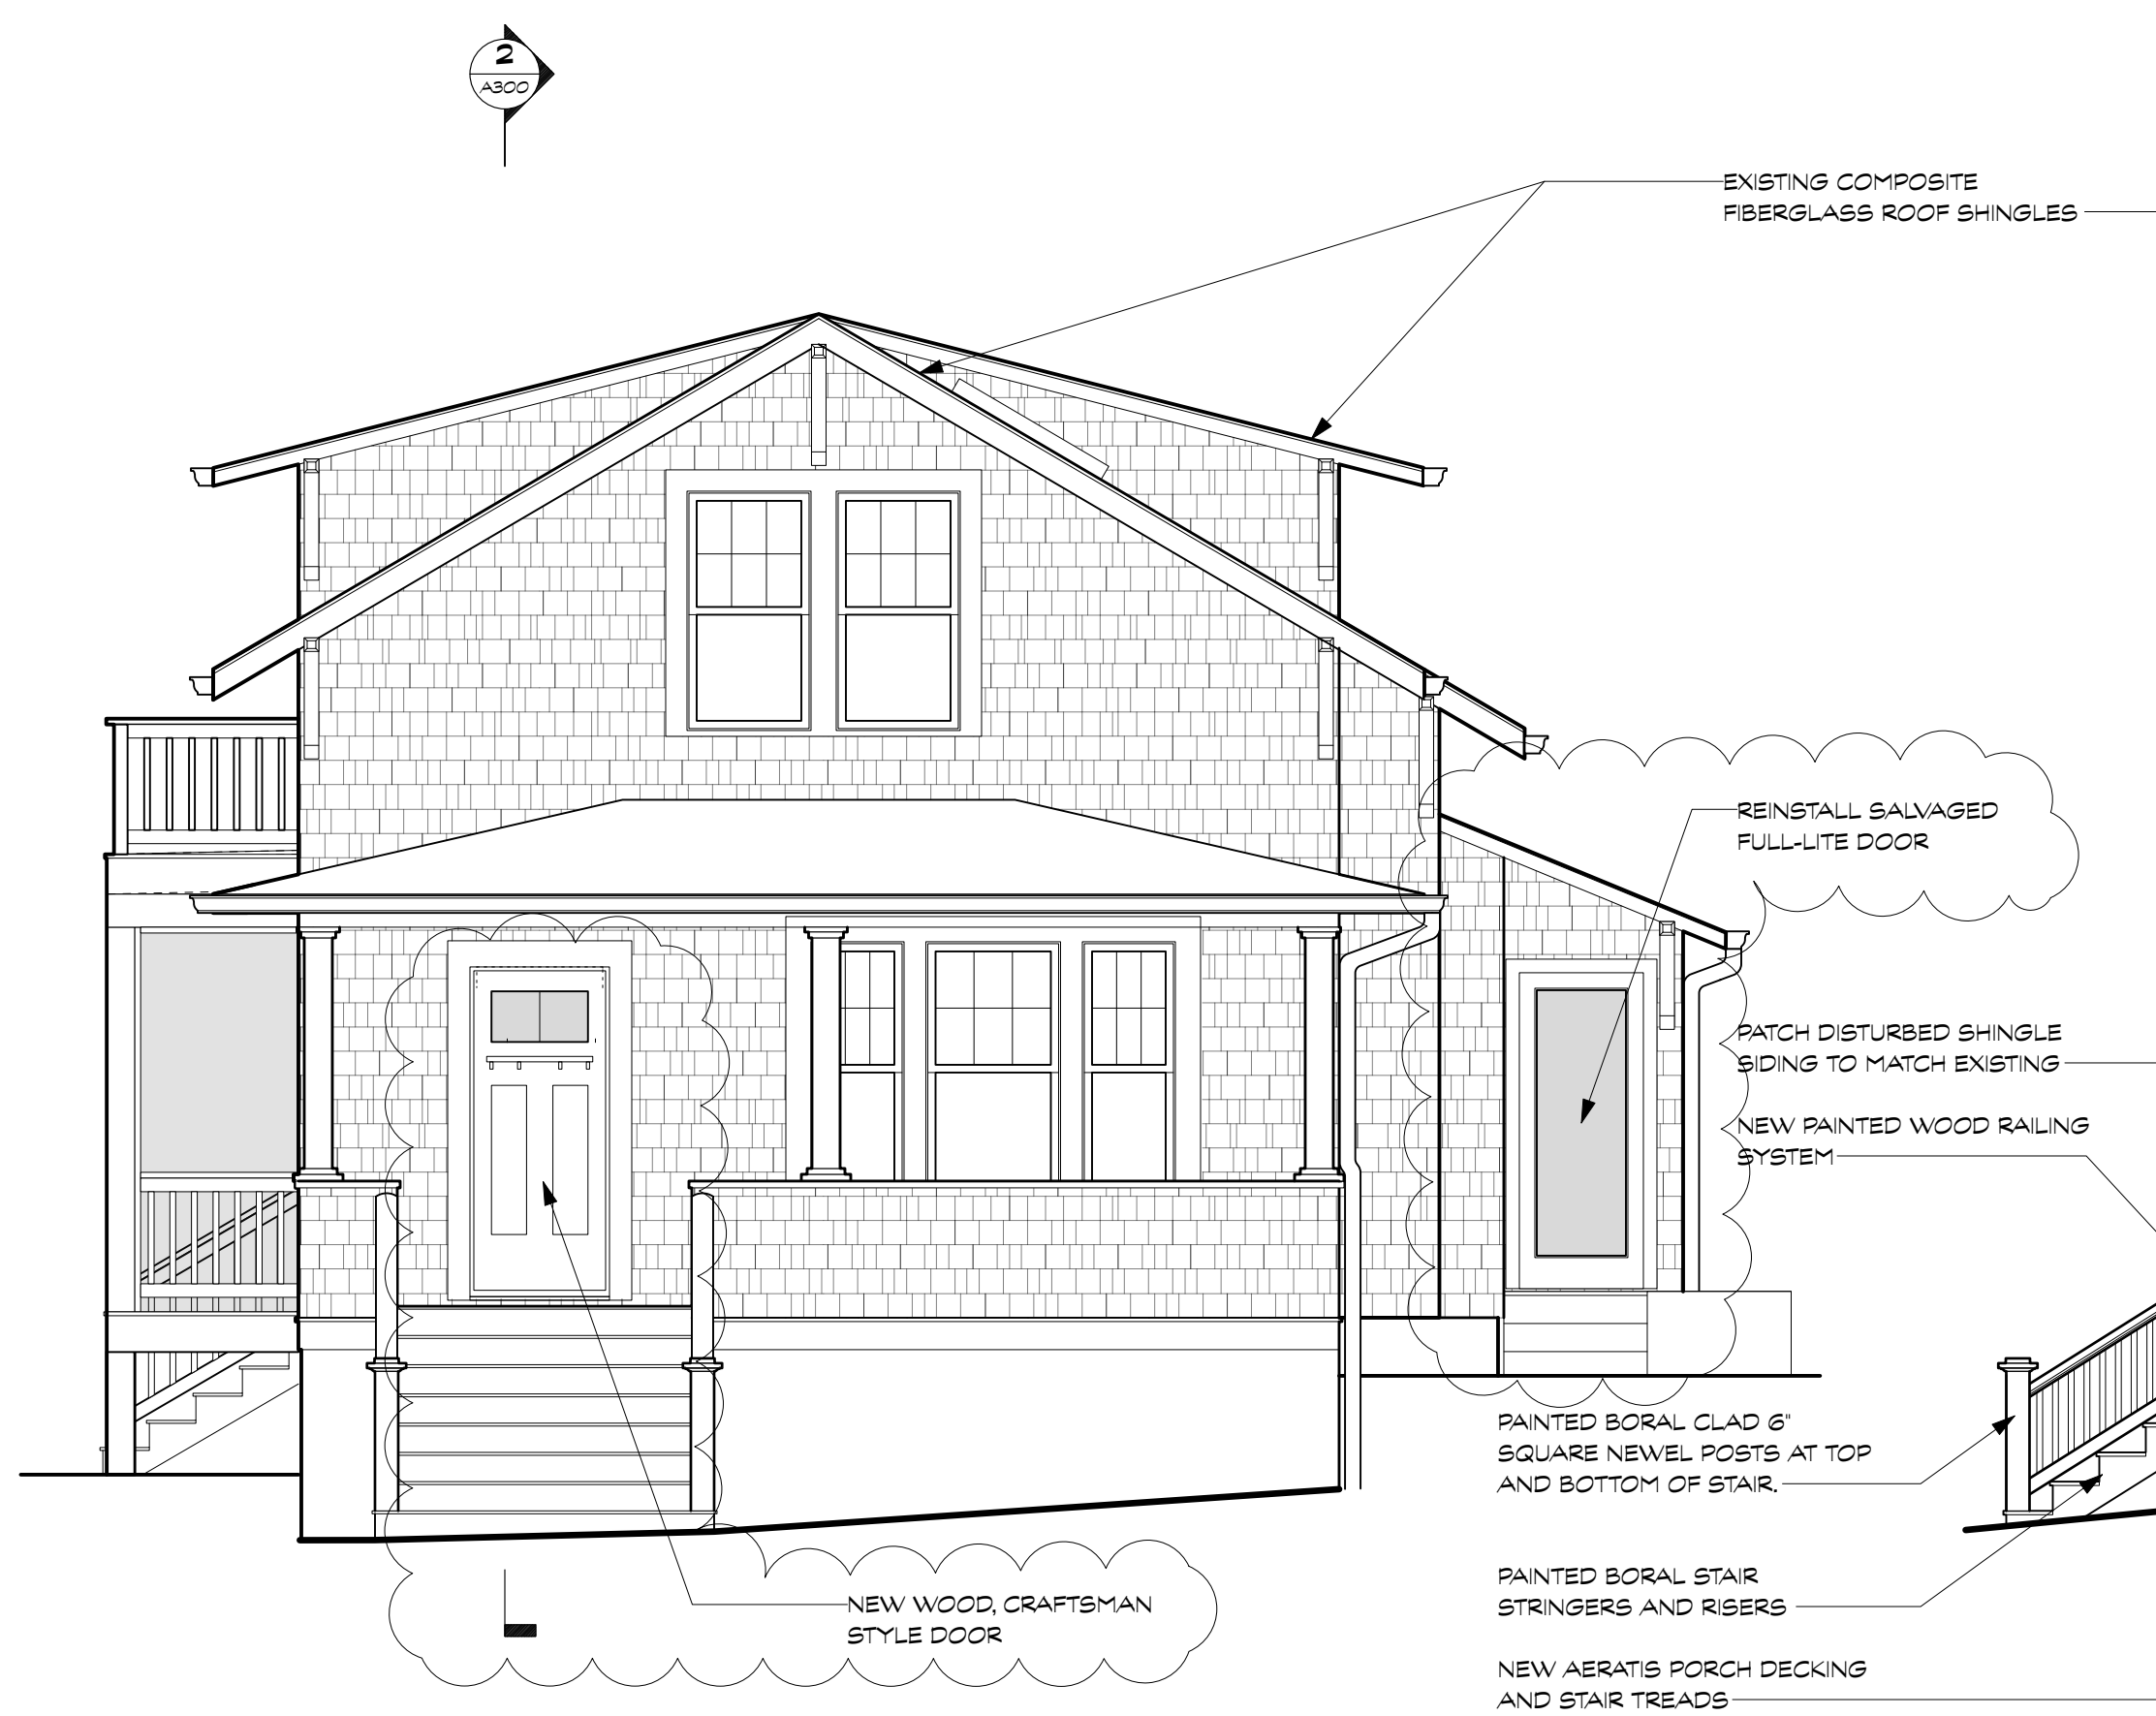 2
A300
EXISTING COMPOSITE
FIBERGLASS ROOF SHINGLES
REINSTALL SALVAGED
FULL-LITE DOOR
PATCH DISTURBED SHINGLE
SIDING TO MATCH EXISTING
NEW PAINTED WOOD RAILING
SYSTEM
PAINTED BORAL CLAD 6"
SQUARE NEWEL POSTS AT TOP
AND BOTTOM OF STAIR.
PAINTED BORAL STAIR
STRINGERS AND RISERS
NEW WOOD, CRAFTSMAN
STYLE DOOR
NEW AERATIS PORCH DECKING
AND STAIR TREADS